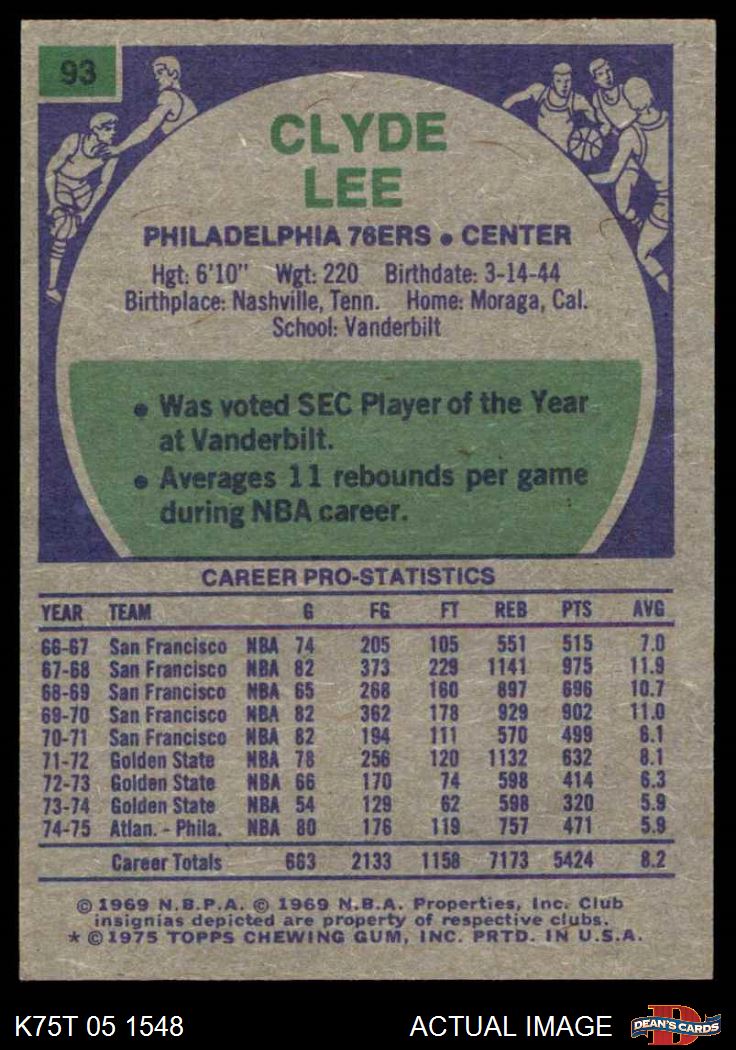 93
CLYDE
LEE
PHILADELPHIA 76ERS • CENTER
Hgt: 6'10" Wgt: 220 Birthdate: 3-14-44
Birthplace: Nashville, Tenn. Home: Moraga, Cal.
School: Vanderbilt
• Was voted SEC Player of the Year
at Vanderbilt.
• Averages 11 rebounds per game
during NBA career.
CAREER PRO-STATISTICS
YEAR TEAM G FG FT REB PTS AVG
66-67 San Francisco NBA 74 205 105 551 515 7.0
67-68 San Francisco NBA 82 373 229 1141 975 11.9
68-69 San Francisco NBA 65 268 160 897 696 10.7
69-70 San Francisco NBA 82 362 178 929 902 11.0
70-71 San Francisco NBA 82 194 111 570 499 6.1
71-72 Golden State NBA 78 256 120 1132 632 8.1
72-73 Golden State NBA 66 170 74 598 414 6.3
73-74 Golden State NBA 54 129 62 598 320 5.9
74-75 Atlan. - Phila. NBA 80 176 119 757 471 5.9
Career Totals 663 2133 1158 7173 5424 8.2
© 1969 N.B.P.A. © 1969 N.B.A. Properties, Inc. Club
insignias depicted are property of respective clubs.
* © 1975 TOPPS CHEWING GUM, INC. PRTD. IN U.S.A.
K75T 05 1548 ACTUAL IMAGE D DEAN'S CARDS